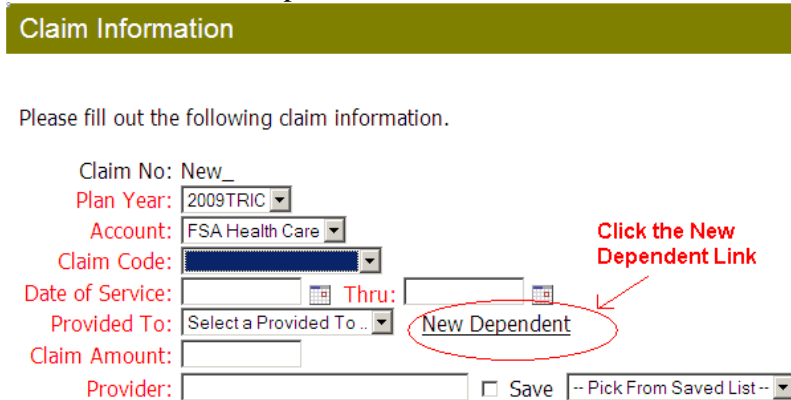 Claim Information
Please fill out the following claim information.
Claim No: New_
Plan Year: 2009TRIC
Account: FSA Health Care
Claim Code:
Click the New
Dependent Link
Date of Service: Thru:
Provided To: Select a Provided To .. New Dependent
Claim Amount:
Provider: Save -- Pick From Saved List --